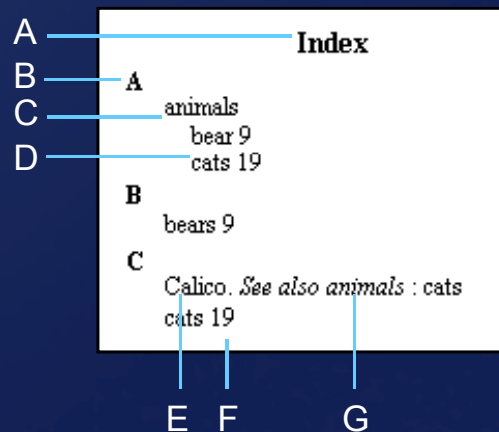 A Index
B A
C animals
bear 9
D cats 19
B
bears 9
C
Calico. See also animals : cats
cats 19
E F G